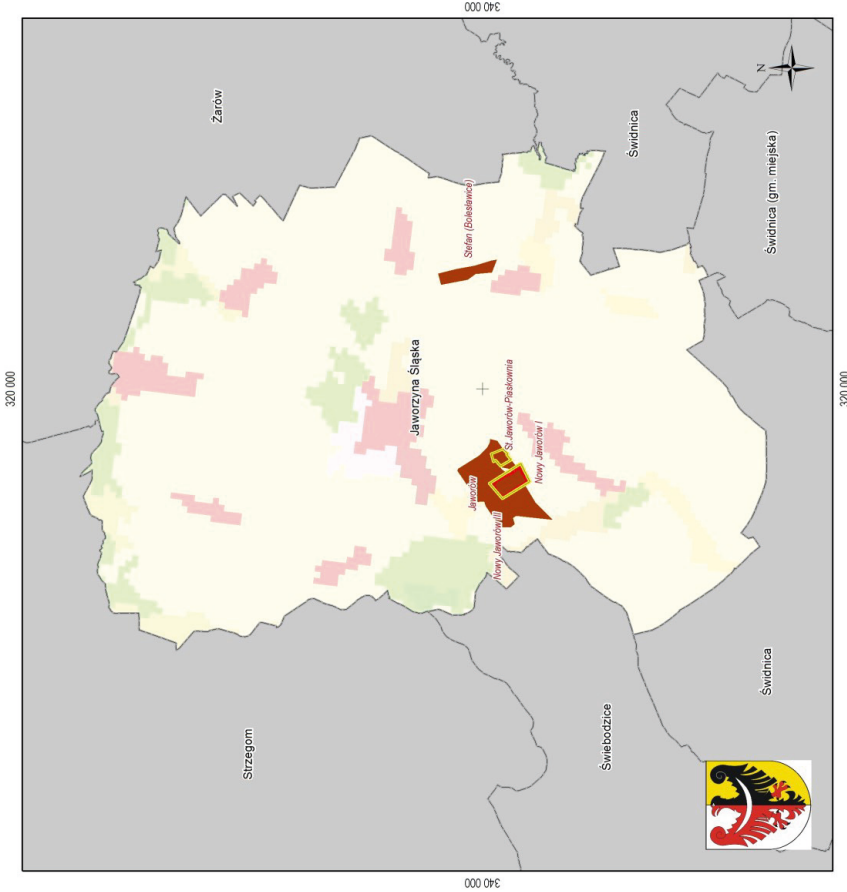 340 000
320 000
Żarów
N
Świdnica
Świdnica (gm. miejska)
Stefan (Bolesławice)
Jaworzyna Śląska
St.Jaworów-Piaskownia
Nowy Jaworów I
Jaworów
Nowy Jaworów III
320 000
Strzegom
Świebodzice
Świdnica
340 000